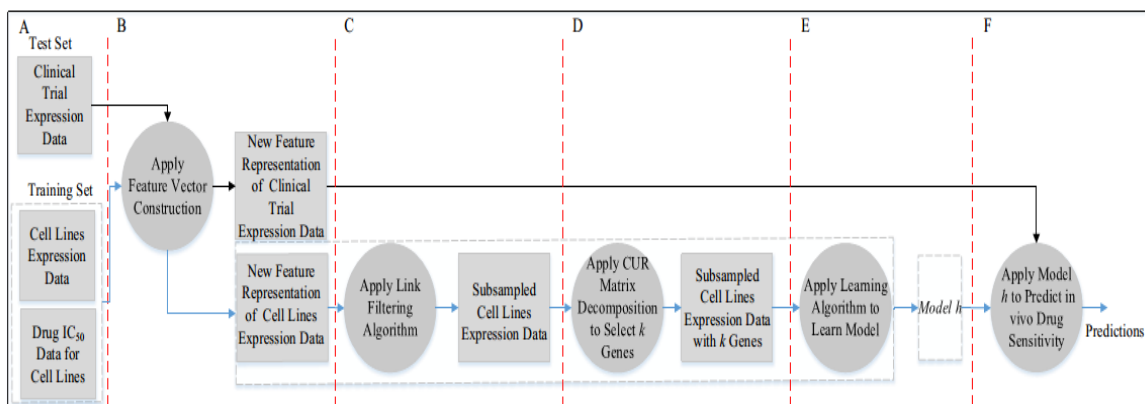 A
B
C
D
E
F
Test Set
Clinical
Trial
Expression
Data
Training Set
Cell Lines
Expression
Data
Drug IC50
Data for
Cell Lines
Apply
Feature Vector
Construction
New Feature
Representation
of Clinical
Trial
Expression Data
New Feature
Representation
of Cell Lines
Expression Data
Apply Link
Filtering
Algorithm
Subsampled
Cell Lines
Expression Data
Apply CUR
Matrix
Decomposition
to Select k
Genes
Subsampled
Cell Lines
Expression Data
with k Genes
Apply Learning
Algorithm to
Learn Model
Model h
Apply Model
h to Predict in
vivo Drug
Sensitivity
Predictions